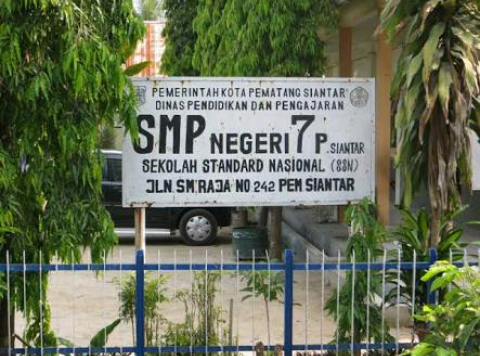 PEMERINTAH KOTA PEMATANG SIANTAR
DINAS PENDIDIKAN DAN PENGAJARAN
SMP NEGERI 7 P. SIANTAR
SEKOLAH STANDARD NASIONAL (SSN)
JLN. SM. RAJA NO 242 PEM SIANTAR